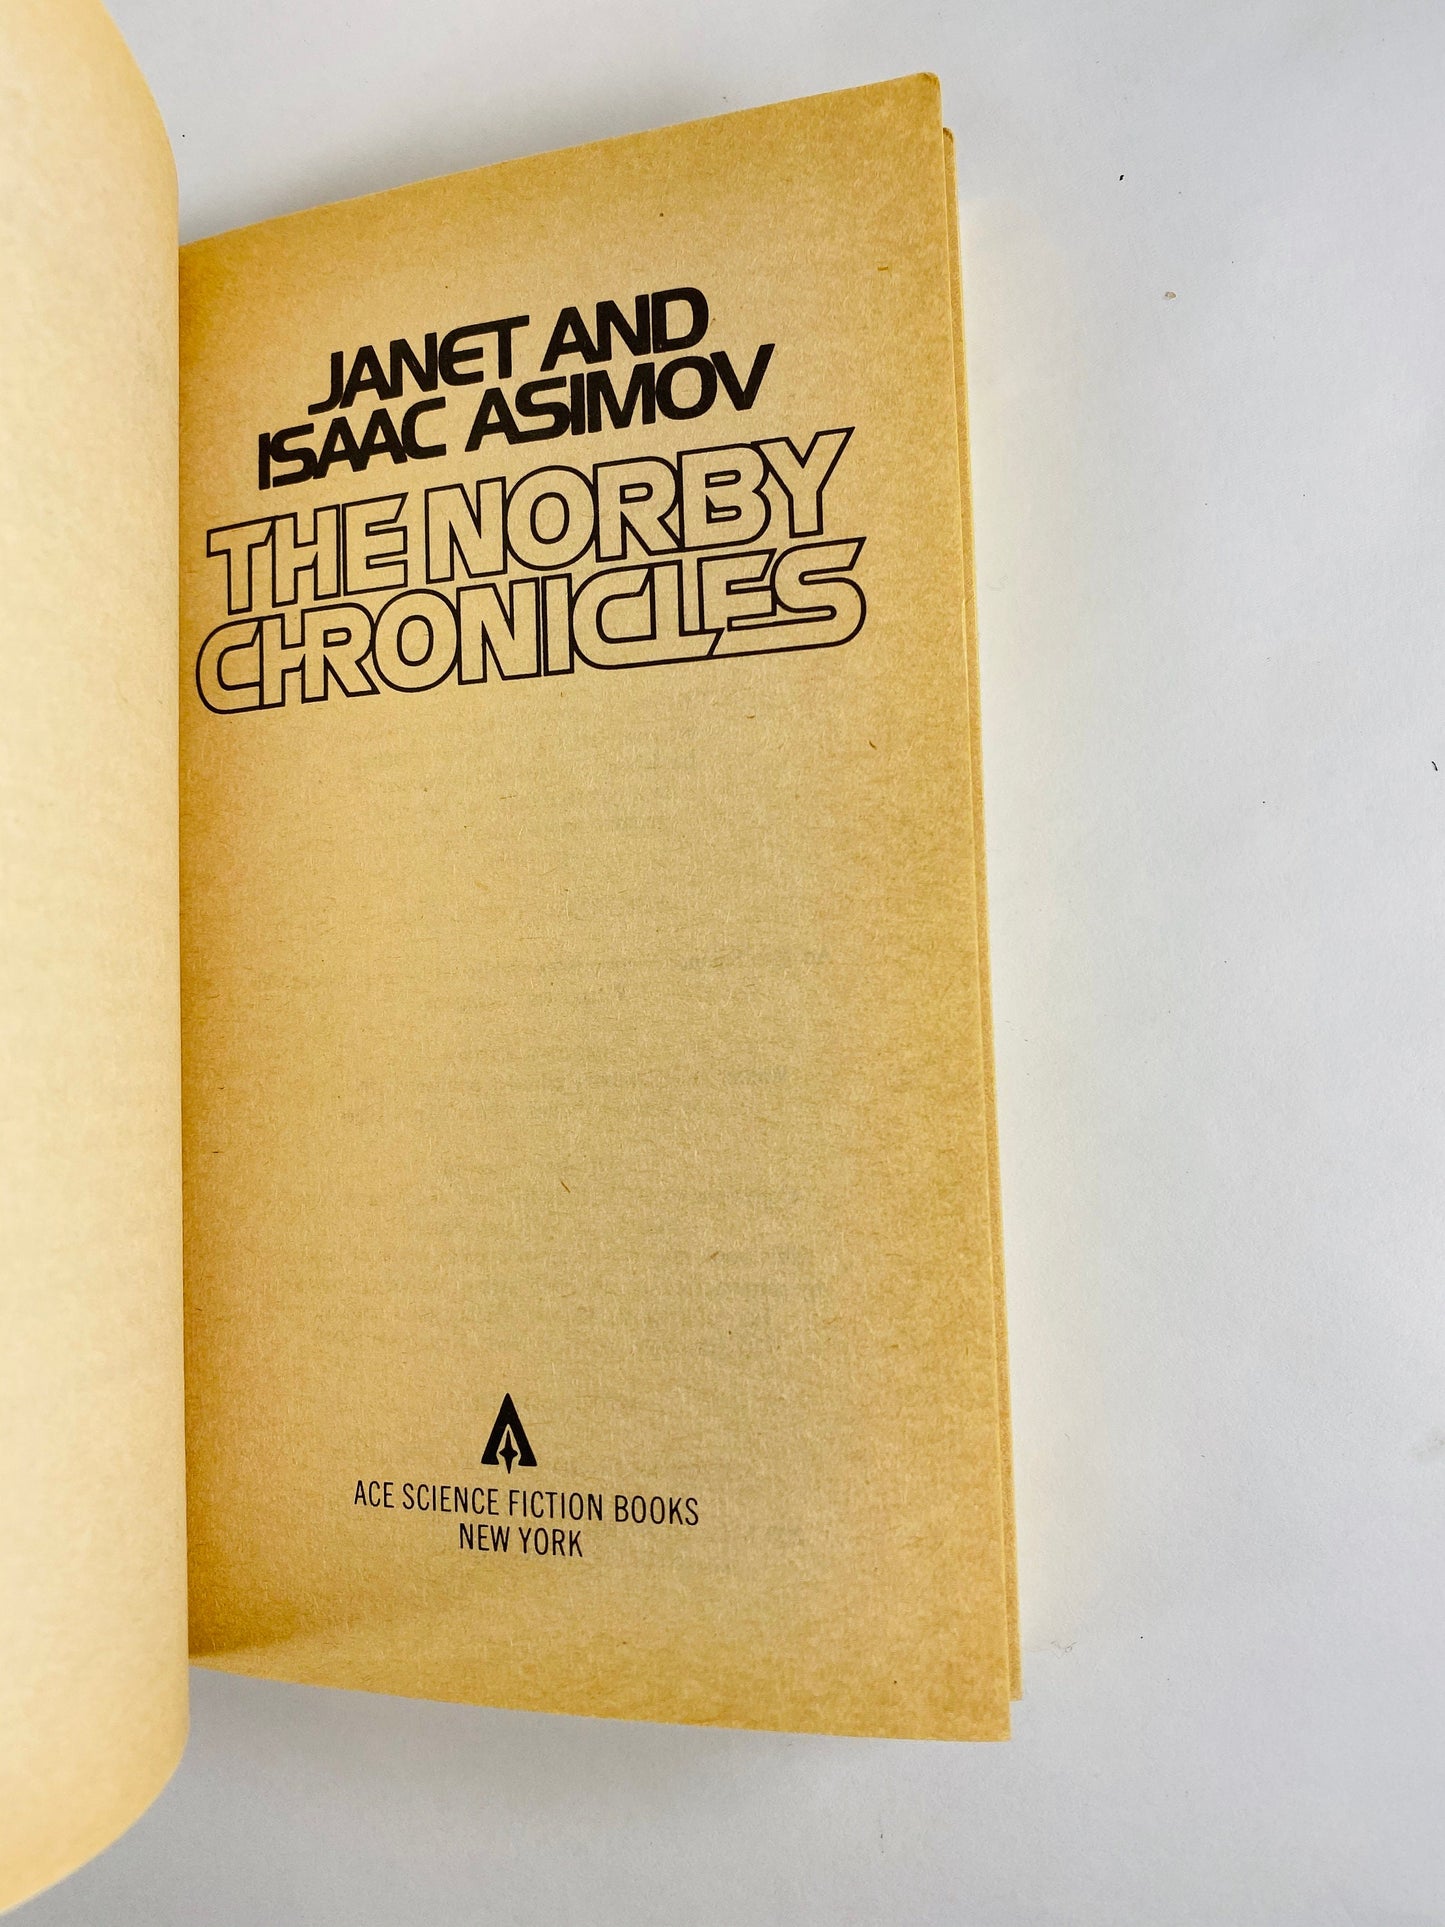 JANET AND
ISAAC ASIMOV
THE NORBY
CHRONICLES
ACE SCIENCE FICTION BOOKS
NEW YORK